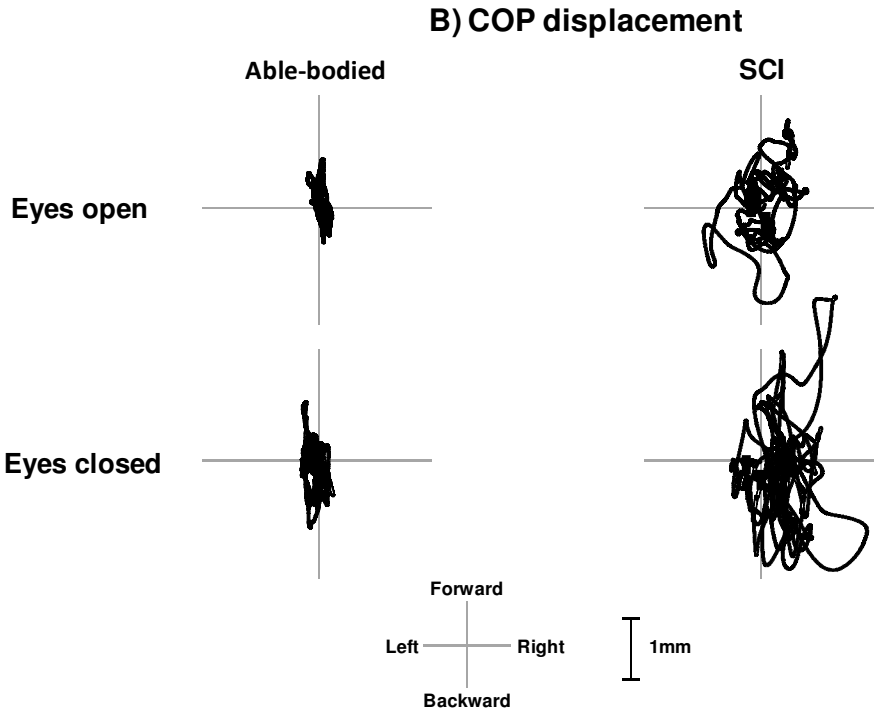 B) COP displacement
Able-bodied
SCI
Eyes open
Eyes closed
Forward
Left
Right
1mm
Backward